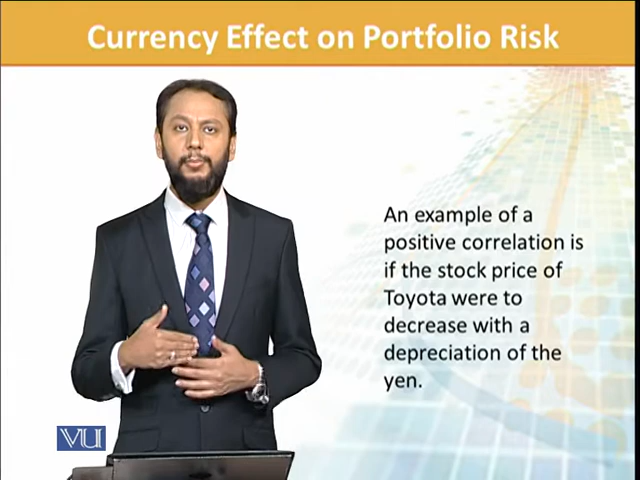 Currency Effect on Portfolio Risk
An example of a
positive correlation is
if the stock price of
Toyota were to
decrease with a
depreciation of the
yen.
VU